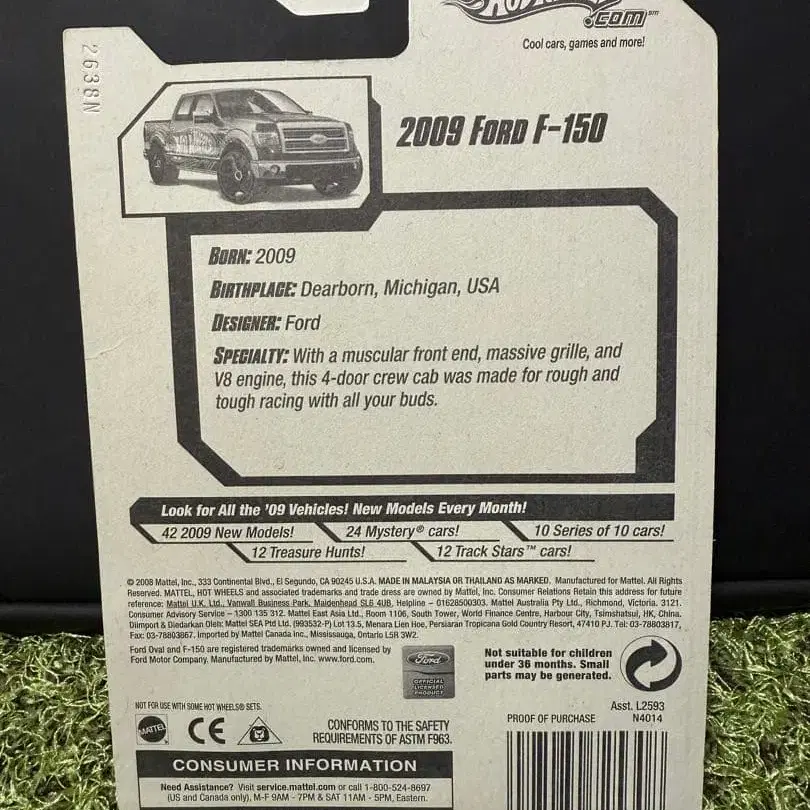 .COM℠
Cool cars, games and more!
2638N
2009 FORD F-150
BORN: 2009
BIRTHPLACE: Dearborn, Michigan, USA
DESIGNER: Ford
SPECIALTY: With a muscular front end, massive grille, and
V8 engine, this 4-door crew cab was made for rough and
tough racing with all your buds.
Look for All the '09 Vehicles! New Models Every Month!
42 2009 New Models! 24 Mystery® cars! 10 Series of 10 cars!
12 Treasure Hunts! 12 Track Stars™ cars!
© 2008 Mattel, Inc., 333 Continental Blvd., El Segundo, CA 90245 U.S.A. MADE IN MALAYSIA OR THAILAND AS MARKED. Manufactured for Mattel. All Rights
Reserved. MATTEL, HOT WHEELS and associated trademarks and trade dress are owned by Mattel, Inc. Consumer Relations Retain this address for future
reference: Mattel U.K. Ltd., Vanwall Business Park, Maidenhead SL6 4UB. Helpline – 01628500303. Mattel Australia Pty Ltd., Richmond, Victoria. 3121.
Consumer Advisory Service – 1300 135 312. Mattel East Asia Ltd., Room 1106, South Tower, World Finance Centre, Harbour City, Tsimshatsui, HK, China.
Diimport & Diedarkan Oleh: Mattel SEA Ptd Ltd. (993532-P) Lot 13.5, Menara Lien Hoe, Persiaran Tropicana Gold Country Resort, 47410 PJ. Tel: 03-78803817,
Fax: 03-78803867. Imported by Mattel Canada Inc., Mississauga, Ontario L5R 3W2.
Ford Oval and F-150 are registered trademarks owned and licensed by
Ford Motor Company. Manufactured by Mattel, Inc. www.ford.com.
Ford
OFFICIAL
LICENSED
PRODUCT
Not suitable for children
under 36 months. Small
parts may be generated.
NOT FOR USE WITH SOME HOT WHEELS® SETS.
Asst. L2593
PROOF OF PURCHASE N4014
MATTEL
CE
CONFORMS TO THE SAFETY
REQUIREMENTS OF ASTM F963.
CONSUMER INFORMATION
Need Assistance? Visit service.mattel.com or call 1-800-524-8697
(US and Canada only), M-F 9AM - 7PM & SAT 11AM - 5PM, Eastern.